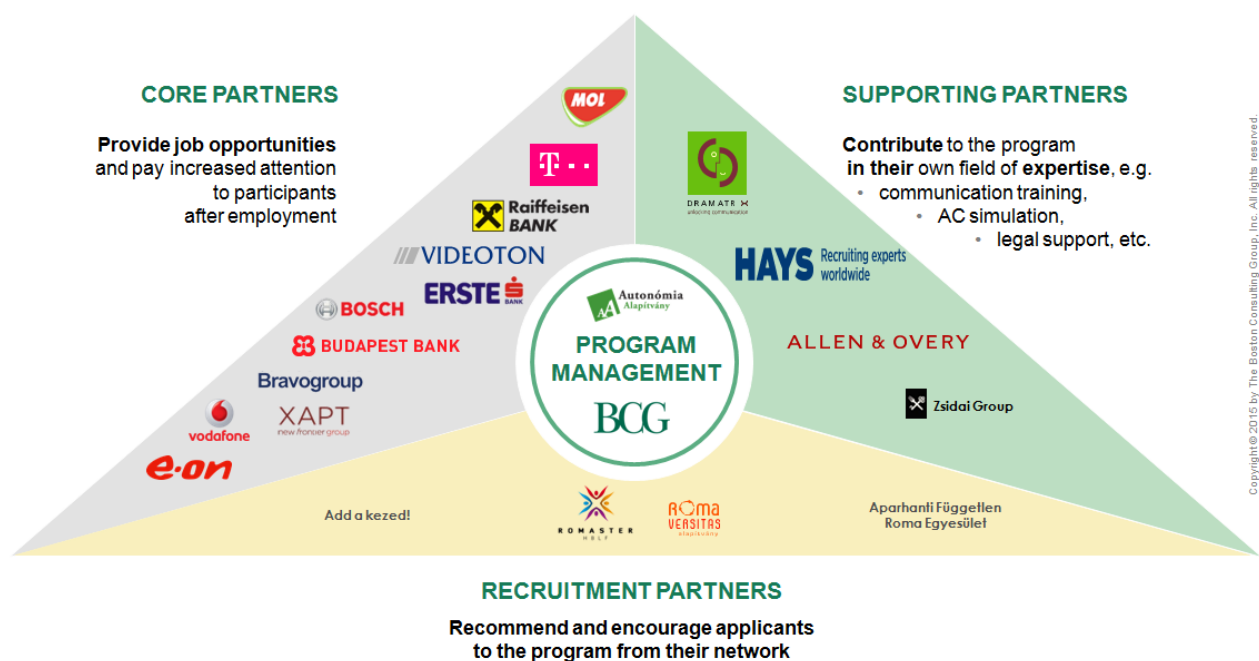 CORE PARTNERS
Provide job opportunities
and pay increased attention
to participants
after employment
SUPPORTING PARTNERS
Contribute to the program
in their own field of expertise, e.g.
• communication training,
• AC simulation,
• legal support, etc.
MOL
T
Raiffeisen
BANK
VIDEOTON
ERSTE
BANK
BOSCH
BUDAPEST BANK
Bravogroup
vodafone
XAPT
new frontier group
e·on
DRAMATRIX
unlocking communication
HAYS Recruiting experts
worldwide
ALLEN & OVERY
Zsidai Group
AA Autonómia
Alapítvány
PROGRAM
MANAGEMENT
BCG
Add a kezed!
ROMASTER
HBLF
Roma
VERSITAS
alapítvány
Aparhanti Független
Roma Egyesület
RECRUITMENT PARTNERS
Recommend and encourage applicants
to the program from their network
Copyright © 2015 by The Boston Consulting Group, Inc. All rights reserved.